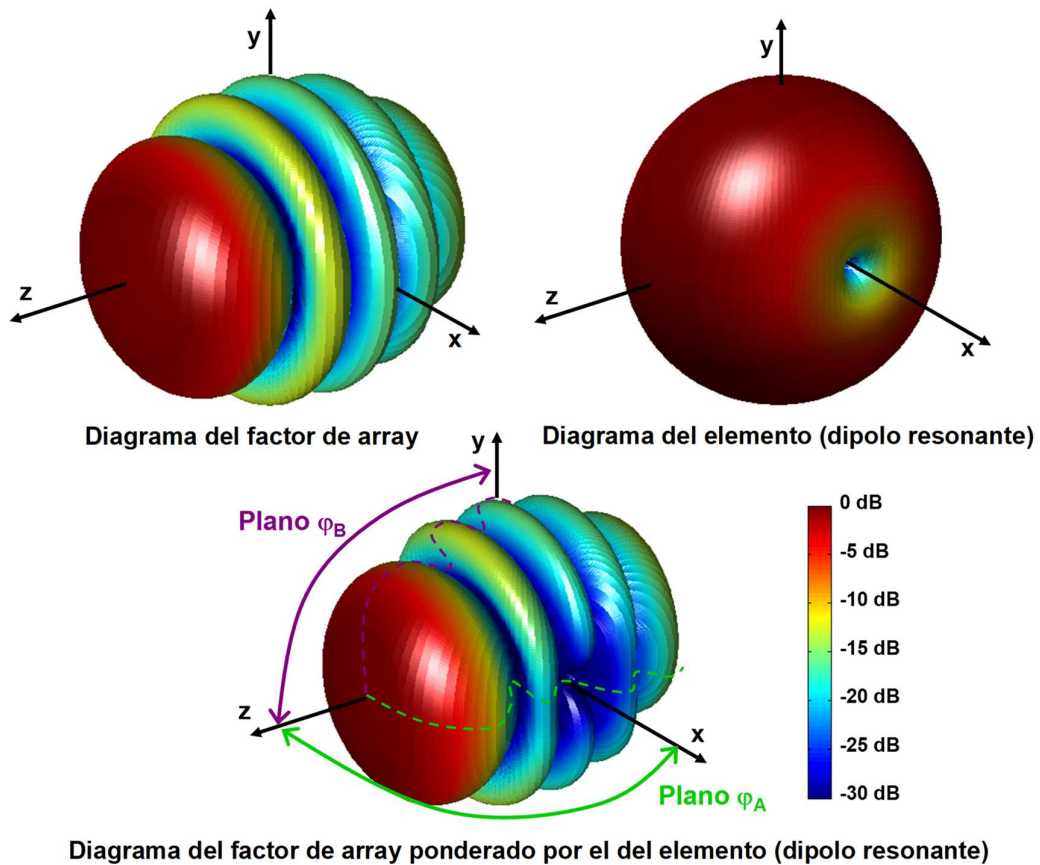 y
z
x
Diagrama del factor de array
y
z
x
Diagrama del elemento (dipolo resonante)
y
Plano φB
z
x
Plano φA
0 dB
-5 dB
-10 dB
-15 dB
-20 dB
-25 dB
-30 dB
Diagrama del factor de array ponderado por el del elemento (dipolo resonante)